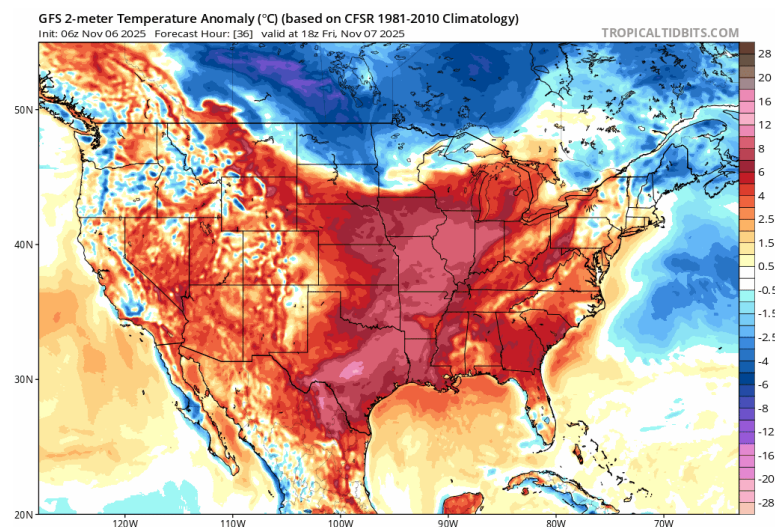 GFS 2-meter Temperature Anomaly (°C) (based on CFSR 1981-2010 Climatology)
Init: 06z Nov 06 2025 Forecast Hour: [36] valid at 18z Fri, Nov 07 2025
TROPICALTIDBITS.COM
50N
40N
30N
20N
120W
110W
100W
90W
80W
70W
28
20
16
12
8
6
4
2.5
1.5
0.5
-0.5
-1.5
-2.5
-4
-6
-8
-12
-16
-20
-28